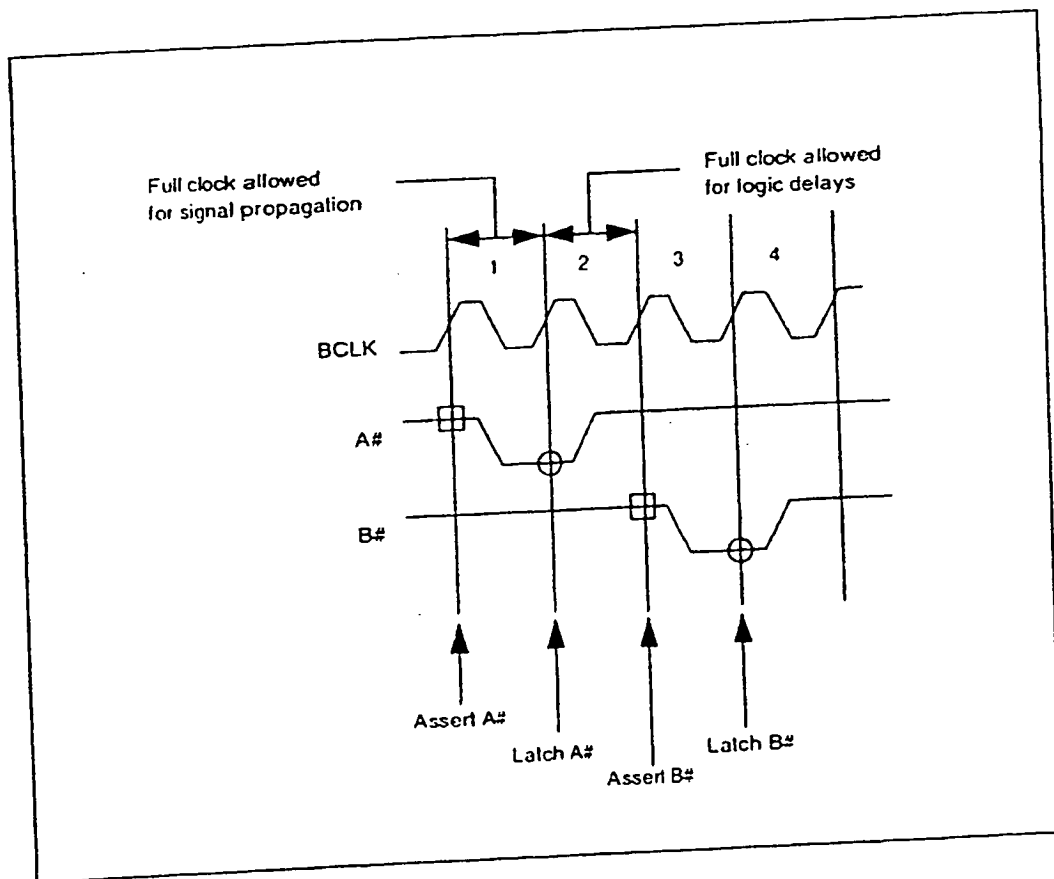 Full clock allowed
for signal propagation
Full clock allowed
for logic delays
1
2
3
4
BCLK
A#
B#
Assert A#
Latch A#
Assert B#
Latch B#